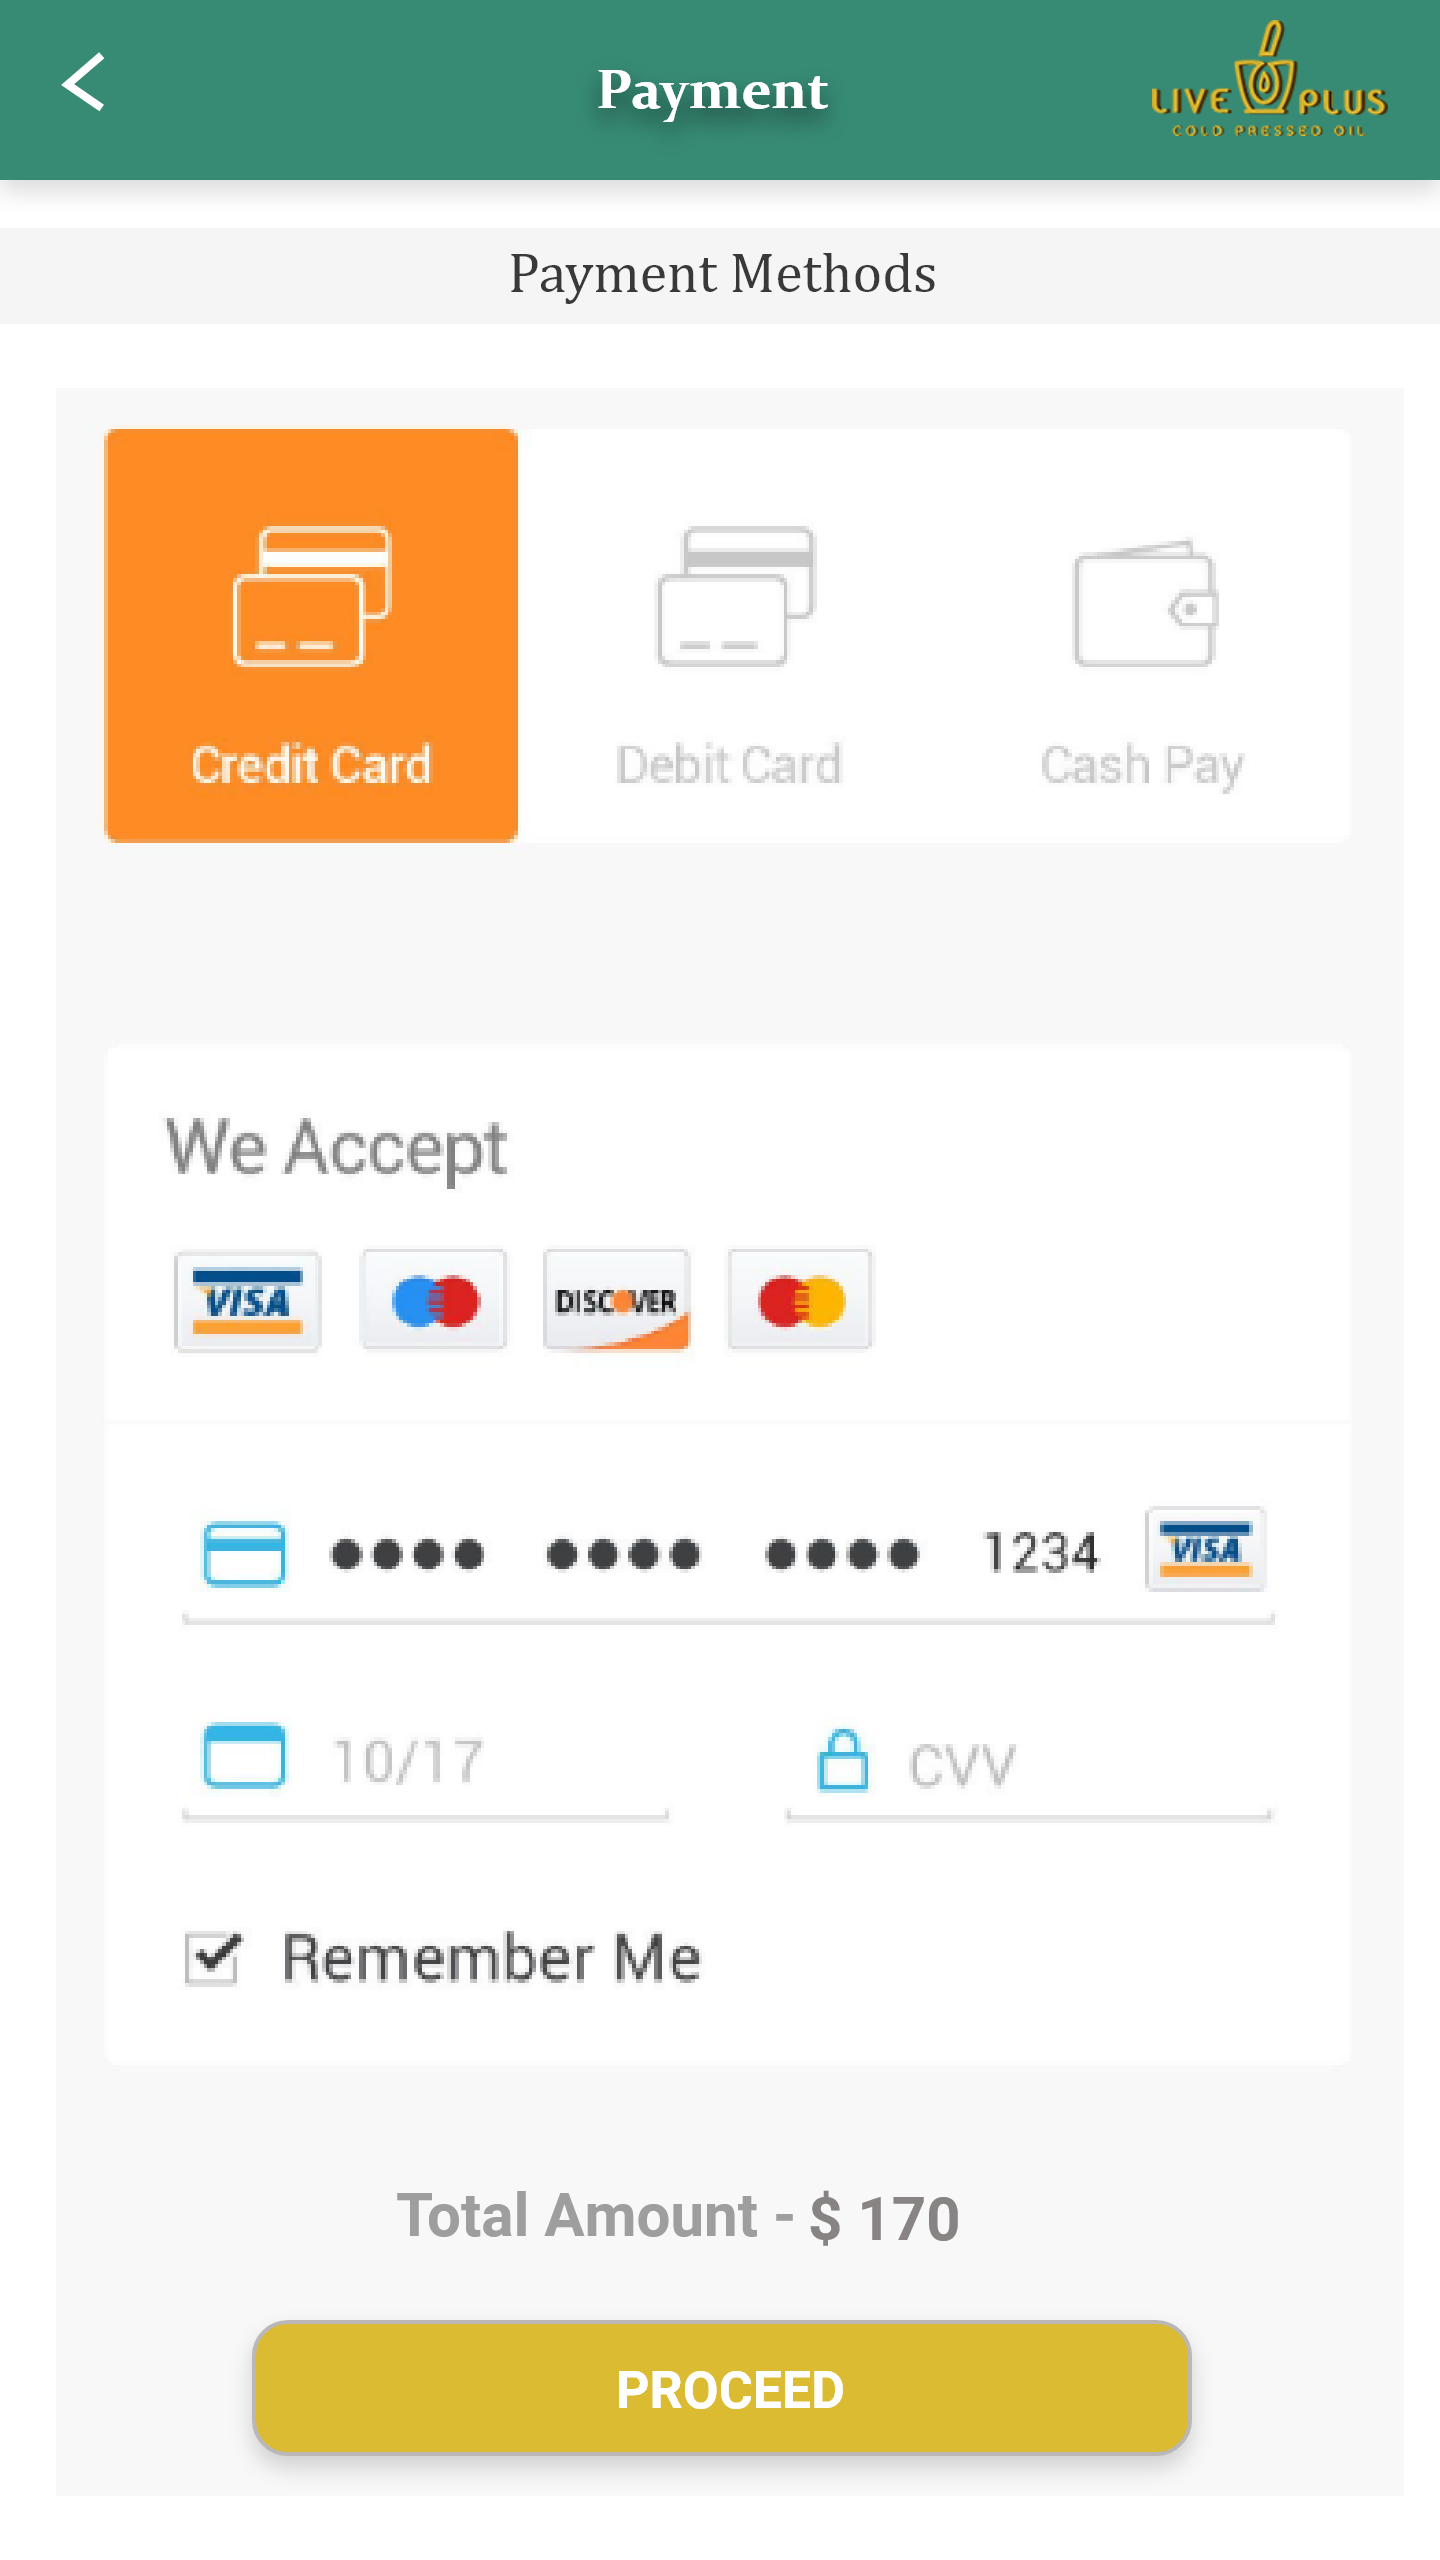 Payment
LIVE PLUS
COLD PRESSED OIL
Payment Methods
Credit Card
Debit Card
Cash Pay
We Accept
VISA
DISCOVER
•••• •••• •••• 1234 VISA
10/17
CVV
Remember Me
Total Amount - $ 170
PROCEED